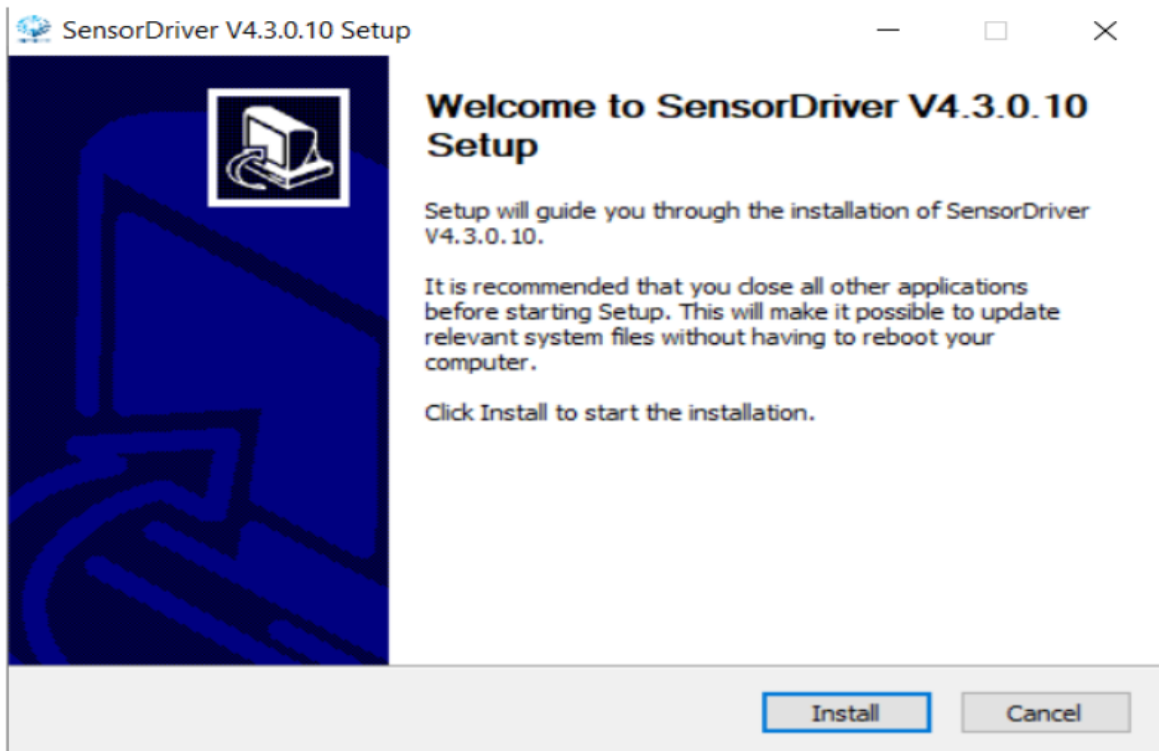 SensorDriver V4.3.0.10 Setup
Welcome to SensorDriver V4.3.0.10
Setup
Setup will guide you through the installation of SensorDriver
V4.3.0.10.
It is recommended that you close all other applications
before starting Setup. This will make it possible to update
relevant system files without having to reboot your
computer.
Click Install to start the installation.
Install
Cancel